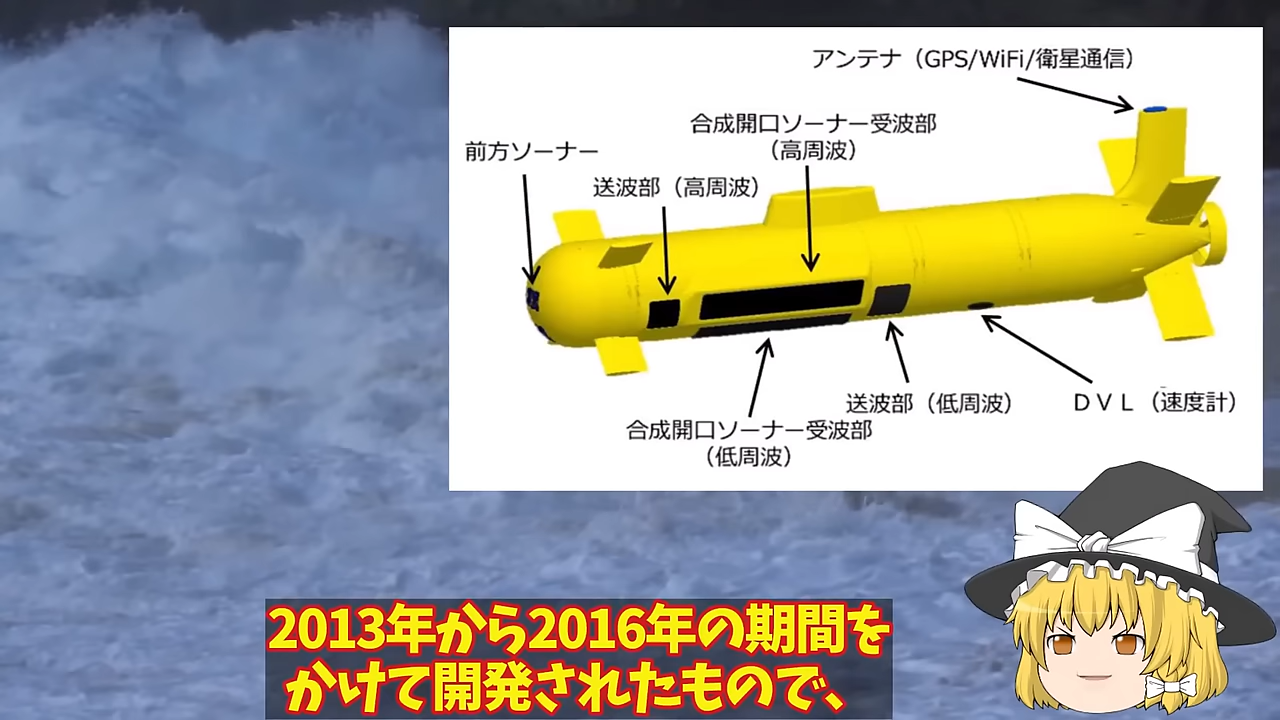 アンテナ（GPS/WiFi/衛星通信）
合成開口ソーナー受波部
（高周波）
前方ソーナー
送波部（高周波）
送波部（低周波）
ＤＶＬ（速度計）
合成開口ソーナー受波部
（低周波）
2013年から2016年の期間を
かけて開発されたもので、